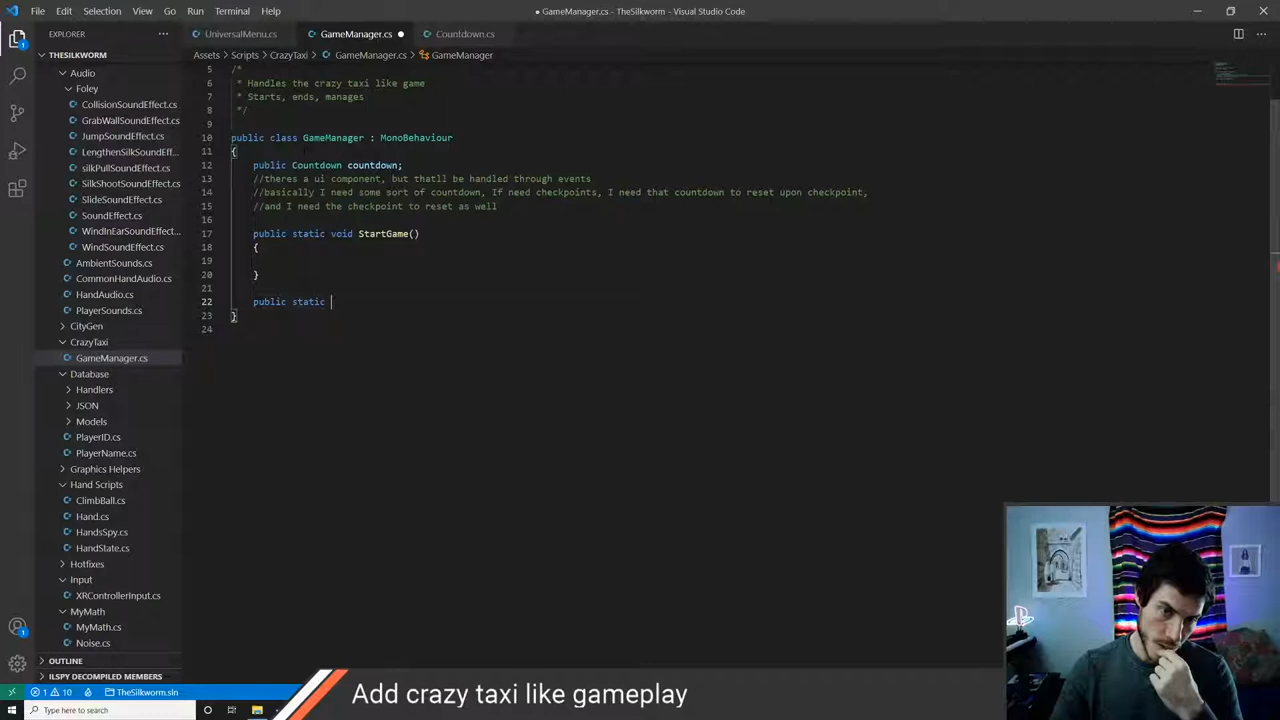 File Edit Selection View Go Run Terminal Help
● GameManager.cs - TheSilkworm - Visual Studio Code
EXPLORER
UniversalMenu.cs GameManager.cs Countdown.cs
THESILKWORM
Assets > Scripts > CrazyTaxi > GameManager.cs > GameManager
Audio
Foley
CollisionSoundEffect.cs
GrabWallSoundEffect.cs
JumpSoundEffect.cs
LengthenSilkSoundEff...
silkPullSoundEffect.cs
SilkShootSoundEffect.cs
SlideSoundEffect.cs
SoundEffect.cs
WindInEarSoundEffect...
WindSoundEffect.cs
AmbientSounds.cs
CommonHandAudio.cs
HandAudio.cs
PlayerSounds.cs
CityGen
CrazyTaxi
GameManager.cs
Database
Handlers
JSON
Models
PlayerID.cs
PlayerName.cs
Graphics Helpers
Hand Scripts
ClimbBall.cs
Hand.cs
HandsSpy.cs
HandState.cs
Hotfixes
Input
XRControllerInput.cs
MyMath
MyMath.cs
Noise.cs
OUTLINE
ILSPY DECOMPILED MEMBERS
5 /*
6 * Handles the crazy taxi like game
7 * Starts, ends, manages
8 */
9
10 public class GameManager : MonoBehaviour
11 {
12 public Countdown countdown;
13 //theres a ui component, but thatll be handled through events
14 //basically I need some sort of countdown, If need checkpoints, I need that countdown to reset upon checkpoint,
15 //and I need the checkpoint to reset as well
16
17 public static void StartGame()
18 {
19
20 }
21
22 public static
23 }
24
1 10 TheSilkworm.sln
Add crazy taxi like gameplay
Type here to search